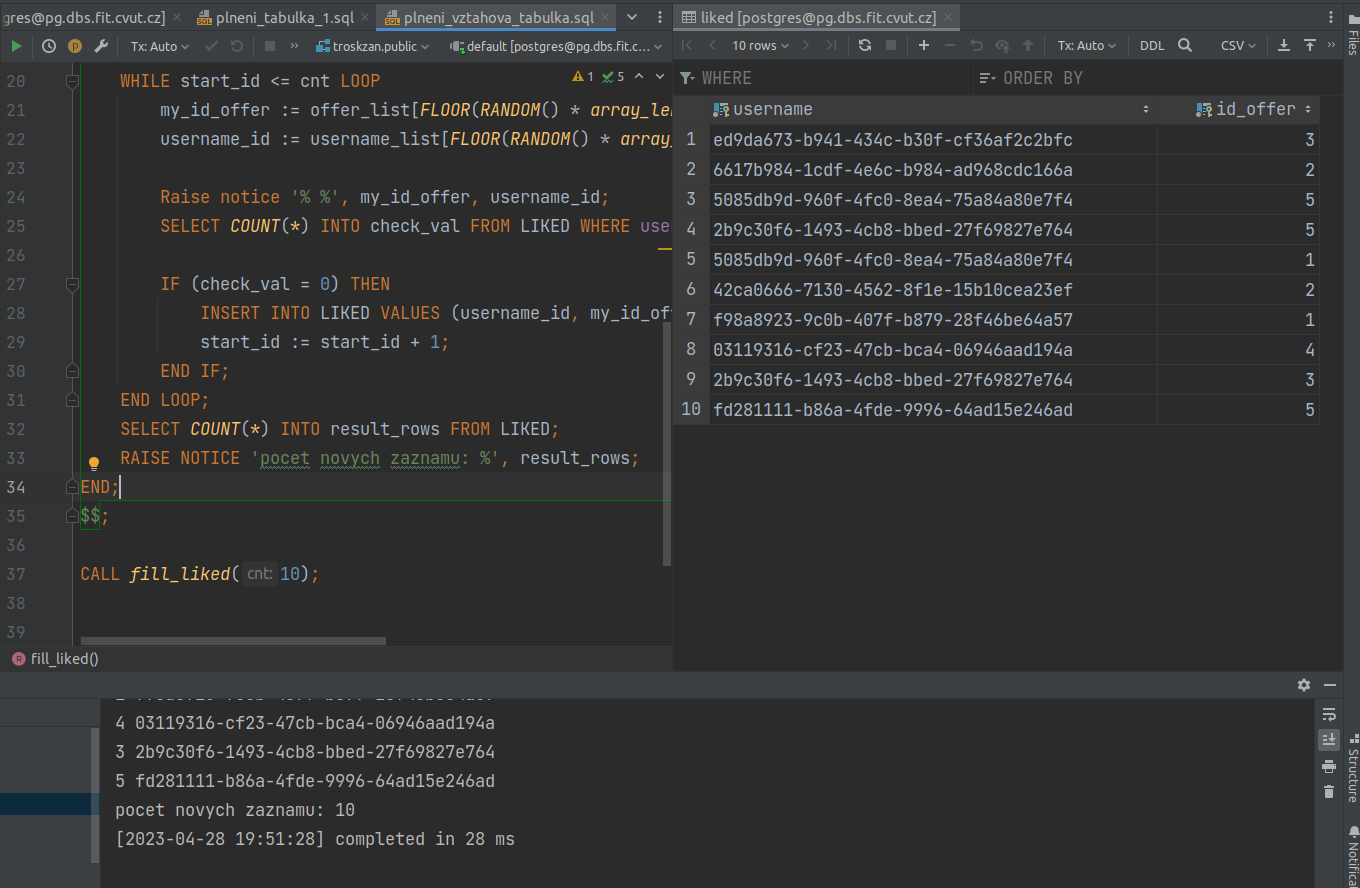 gres@pg.dbs.fit.cvut.cz] plneni_tabulka_1.sql plneni_vztahova_tabulka.sql liked [postgres@pg.dbs.fit.cvut.cz]
Tx: Auto troskzan.public default [postgres@pg.dbs.fit.c... 10 rows Tx: Auto DDL CSV
WHERE ORDER BY
username id_offer
1 ed9da673-b941-434c-b30f-cf36af2c2bfc 3
2 6617b984-1cdf-4e6c-b984-ad968cdc166a 2
3 5085db9d-960f-4fc0-8ea4-75a84a80e7f4 5
4 2b9c30f6-1493-4cb8-bbed-27f69827e764 5
5 5085db9d-960f-4fc0-8ea4-75a84a80e7f4 1
6 42ca0666-7130-4562-8f1e-15b10cea23ef 2
7 f98a8923-9c0b-407f-b879-28f46be64a57 1
8 03119316-cf23-47cb-bca4-06946aad194a 4
9 2b9c30f6-1493-4cb8-bbed-27f69827e764 3
10 fd281111-b86a-4fde-9996-64ad15e246ad 5
20 WHILE start_id <= cnt LOOP 1 5
21 my_id_offer := offer_list[FLOOR(RANDOM() * array_le
22 username_id := username_list[FLOOR(RANDOM() * array_
23
24 Raise notice '% %', my_id_offer, username_id;
25 SELECT COUNT(*) INTO check_val FROM LIKED WHERE use
26
27 IF (check_val = 0) THEN
28 INSERT INTO LIKED VALUES (username_id, my_id_of
29 start_id := start_id + 1;
30 END IF;
31 END LOOP;
32 SELECT COUNT(*) INTO result_rows FROM LIKED;
33 RAISE NOTICE 'pocet novych zaznamu: %', result_rows;
34 END;
35 $$;
36
37 CALL fill_liked( cnt: 10);
38
39
R fill_liked()
4 03119316-cf23-47cb-bca4-06946aad194a
3 2b9c30f6-1493-4cb8-bbed-27f69827e764
5 fd281111-b86a-4fde-9996-64ad15e246ad
pocet novych zaznamu: 10
[2023-04-28 19:51:28] completed in 28 ms
Files
Structure
Notifica